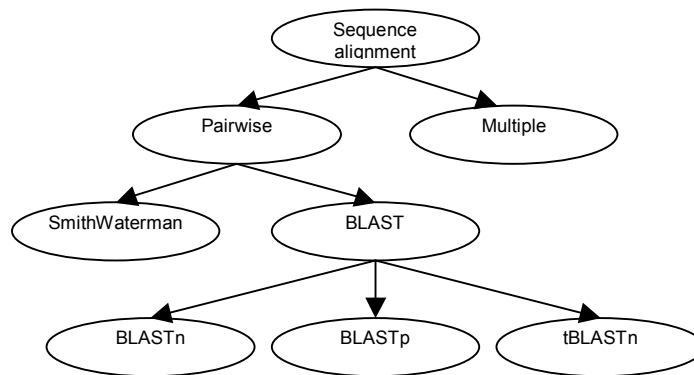 Sequence
alignment
Pairwise
Multiple
SmithWaterman
BLAST
BLASTn
BLASTp
tBLASTn